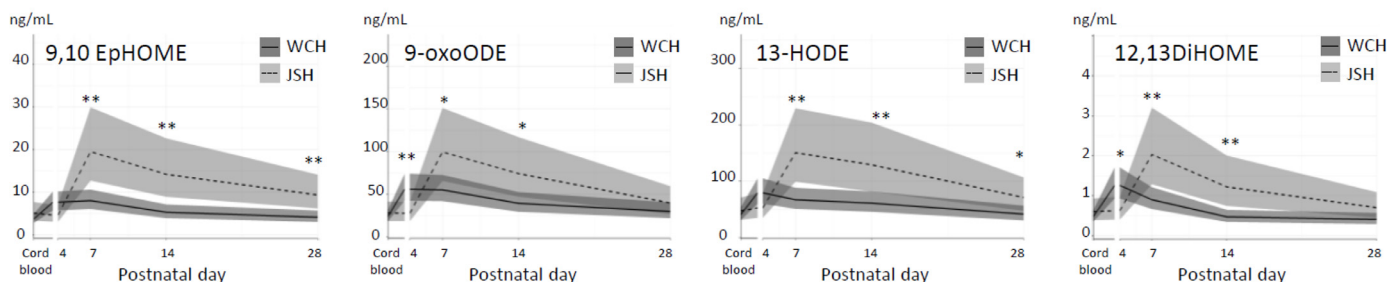 ng/mL
9,10 EpHOME
WCH
JSH
40
30
20
10
0
**
**
**
Cord blood
4
7
14
28
Postnatal day
ng/mL
9-oxoODE
WCH
JSH
200
150
100
50
0
**
*
*
Cord blood
4
7
14
28
Postnatal day
ng/mL
13-HODE
WCH
JSH
300
200
100
0
**
**
*
Cord blood
4
7
14
28
Postnatal day
ng/mL
12,13DiHOME
WCH
JSH
5
4
3
2
1
0
*
**
**
Cord blood
4
7
14
28
Postnatal day